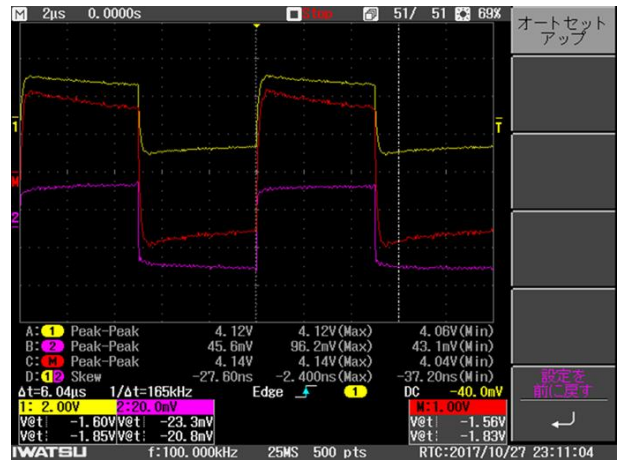 M 2μs 0.0000s Stop 51/ 51 69%
オートセット
アップ
1
T
M
2
A: 1 Peak-Peak 4.12V 4.12V(Max) 4.06V(Min)
B: 2 Peak-Peak 45.6mV 96.2mV(Max) 43.1mV(Min)
C: M Peak-Peak 4.14V 4.14V(Max) 4.04V(Min)
D: 1 2 Skew -27.60ns -2.400ns(Max) -37.20ns(Min)
Δt=6.04μs 1/Δt=165kHz Edge 1 DC -40.0mV
1: 2.00V 2:20.0mV M:1.00V
V@t -1.60V V@t -23.3mV V@t -1.56V
V@t -1.85V V@t -20.8mV V@t -1.83V
設定を
前に戻す
IWATSU f:100.000kHz 25MS 500 pts RTC:2017/10/27 23:11:04